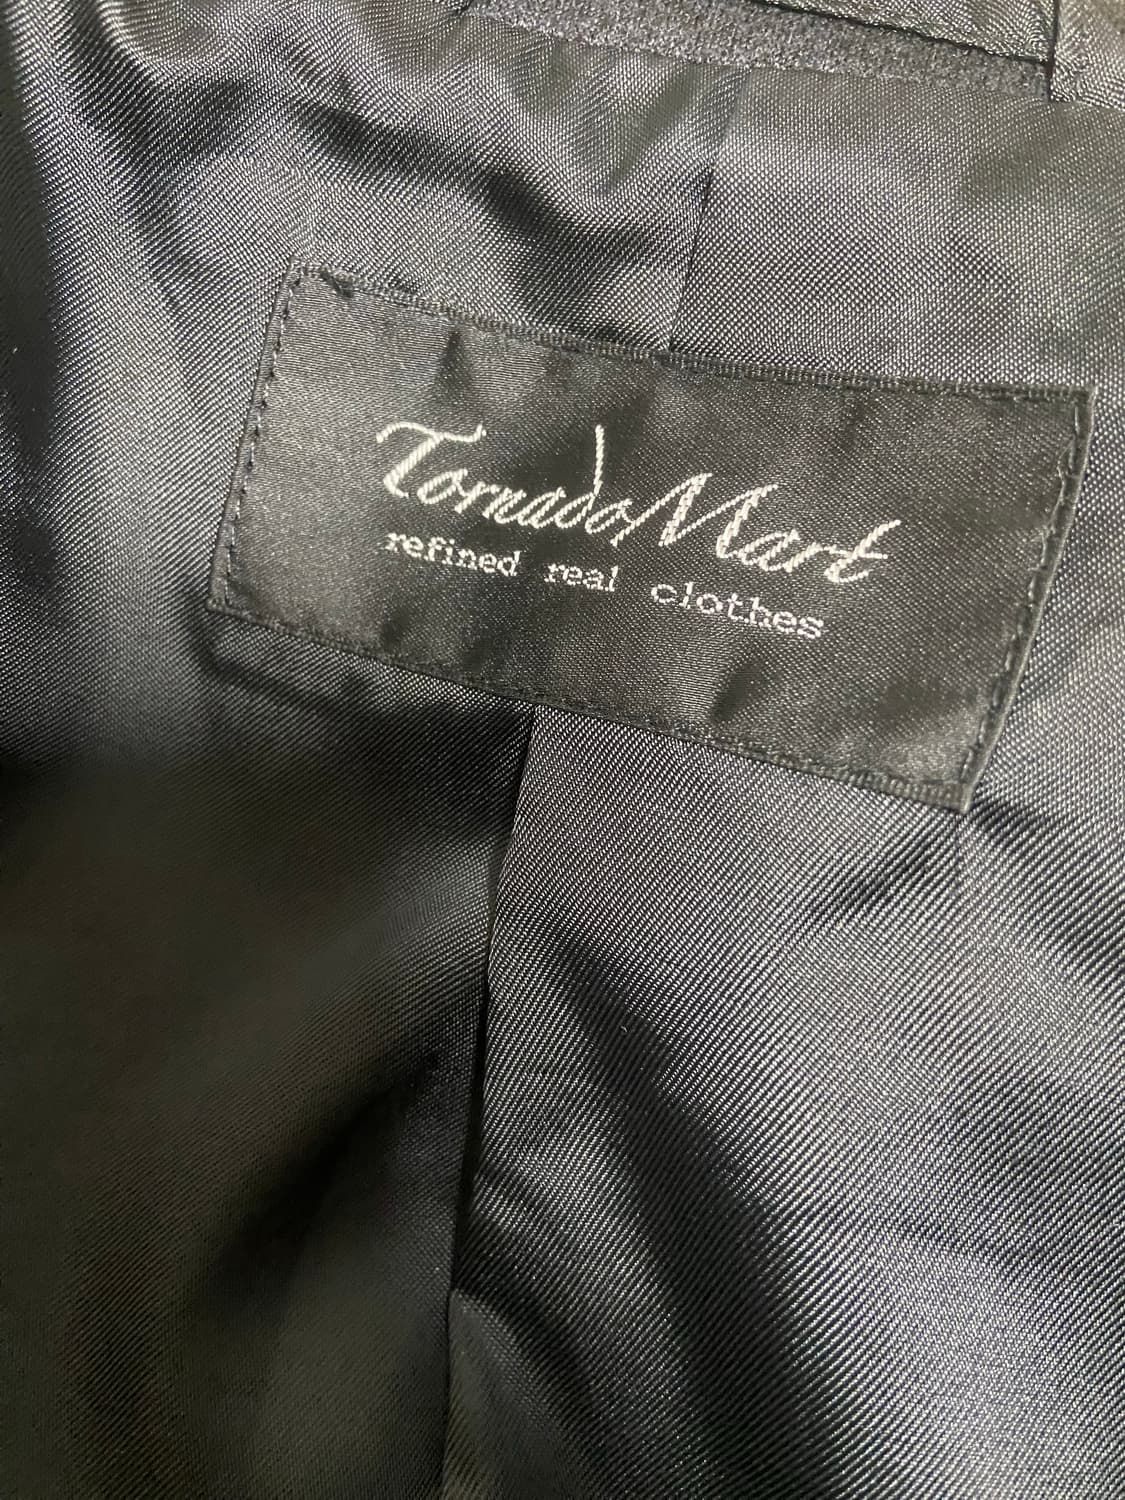 TornadoMart
refined real clothes